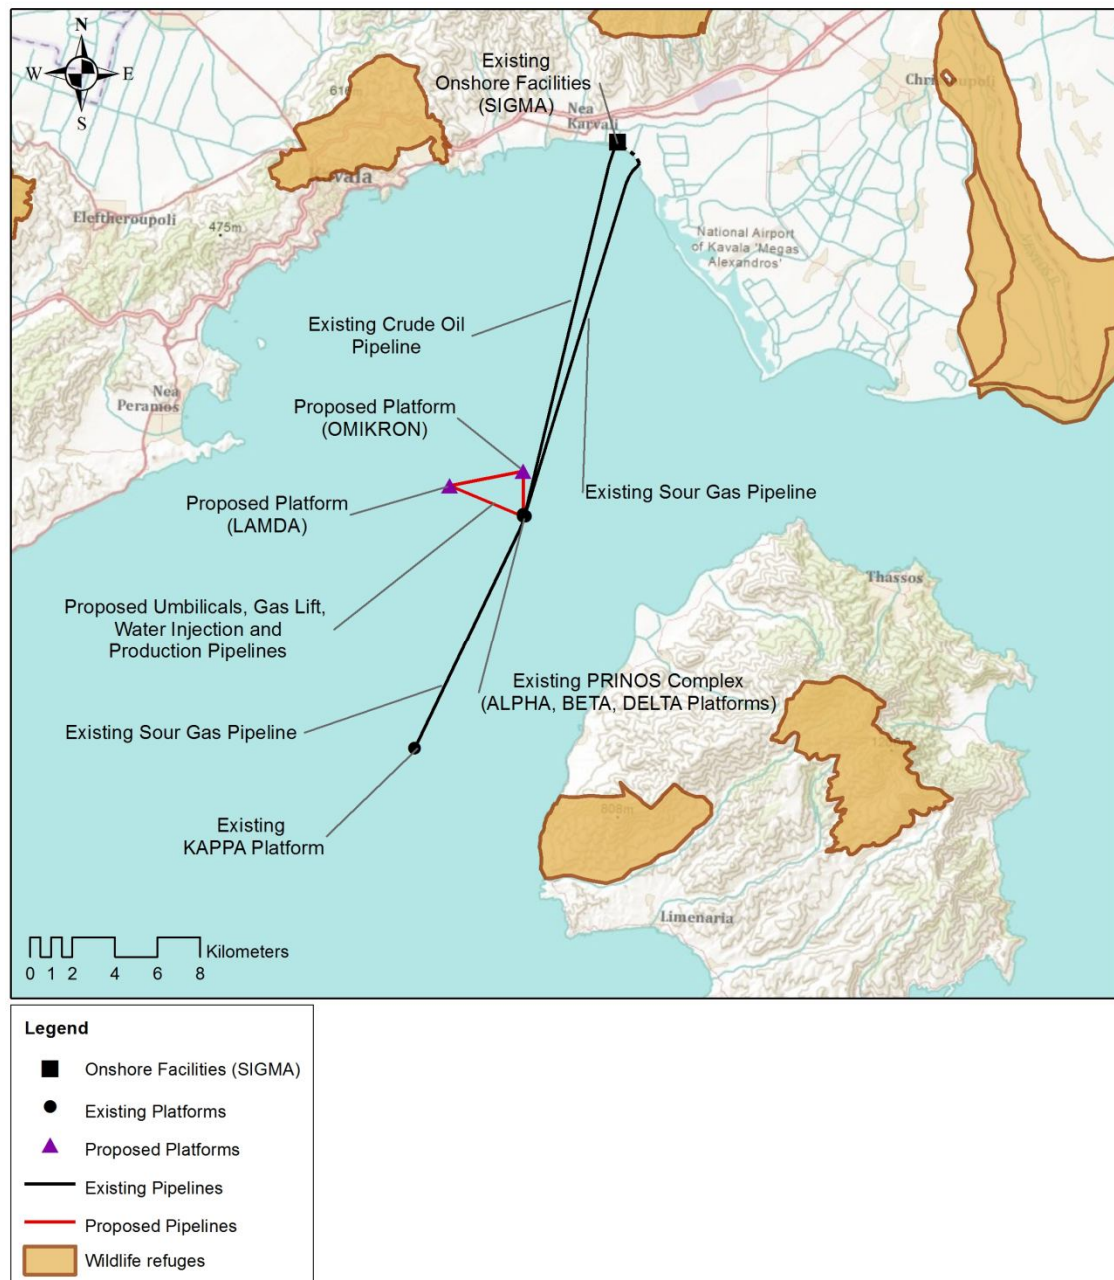 N
W
E
S
Existing
Onshore Facilities
(SIGMA)
Nea
Karvali
616m
vala
Eleftheroupoli
475m
National Airport
of Kavala 'Megas
Alexandros'
Existing Crude Oil
Pipeline
Nea
Peramos
Proposed Platform
(OMIKRON)
Existing Sour Gas Pipeline
Proposed Platform
(LAMDA)
Thassos
Proposed Umbilicals, Gas Lift,
Water Injection and
Production Pipelines
Existing PRINOS Complex
(ALPHA, BETA, DELTA Platforms)
Existing Sour Gas Pipeline
808m
Existing
KAPPA Platform
Limenaria
Kilometers
0 1 2 4 6 8
Legend
Onshore Facilities (SIGMA)
Existing Platforms
Proposed Platforms
Existing Pipelines
Proposed Pipelines
Wildlife refuges